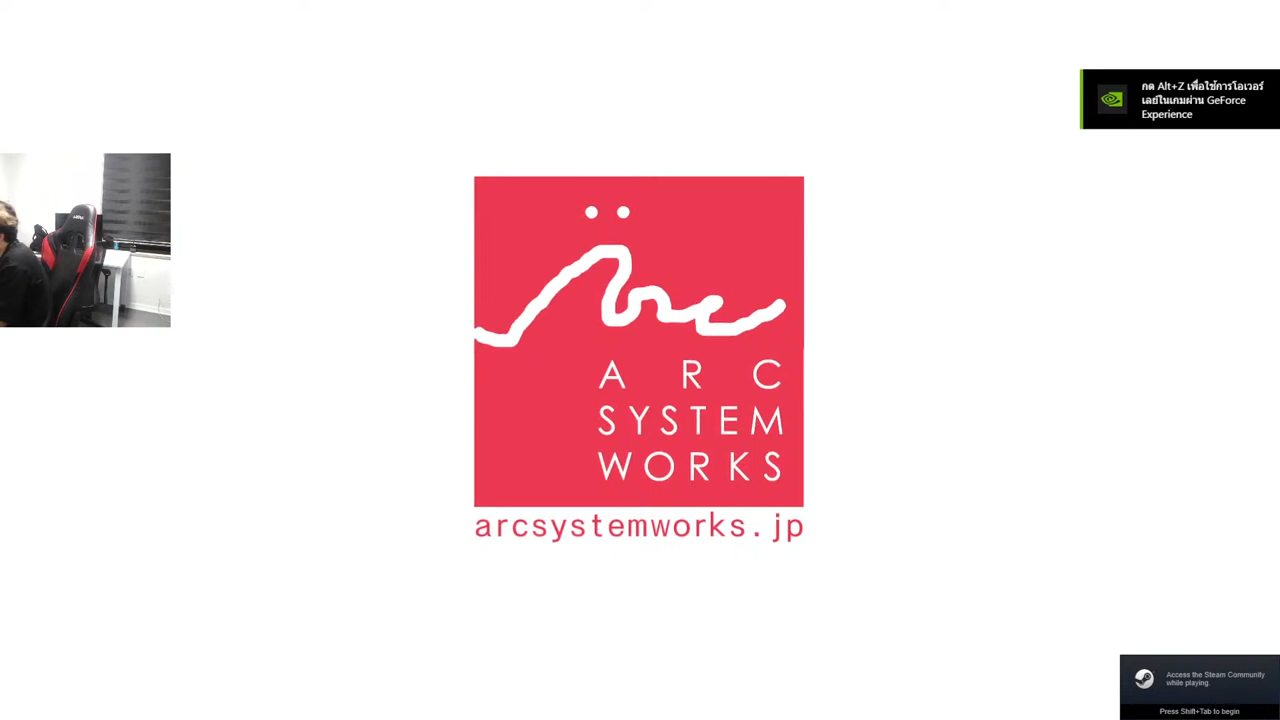 กด Alt+Z เพื่อใช้การโอเวอร์
เลย์ในเกมผ่าน GeForce
Experience
Arc
A R C
SYSTEM
WORKS
arcsystemworks.jp
Access the Steam Community
while playing.
Press Shift+Tab to begin